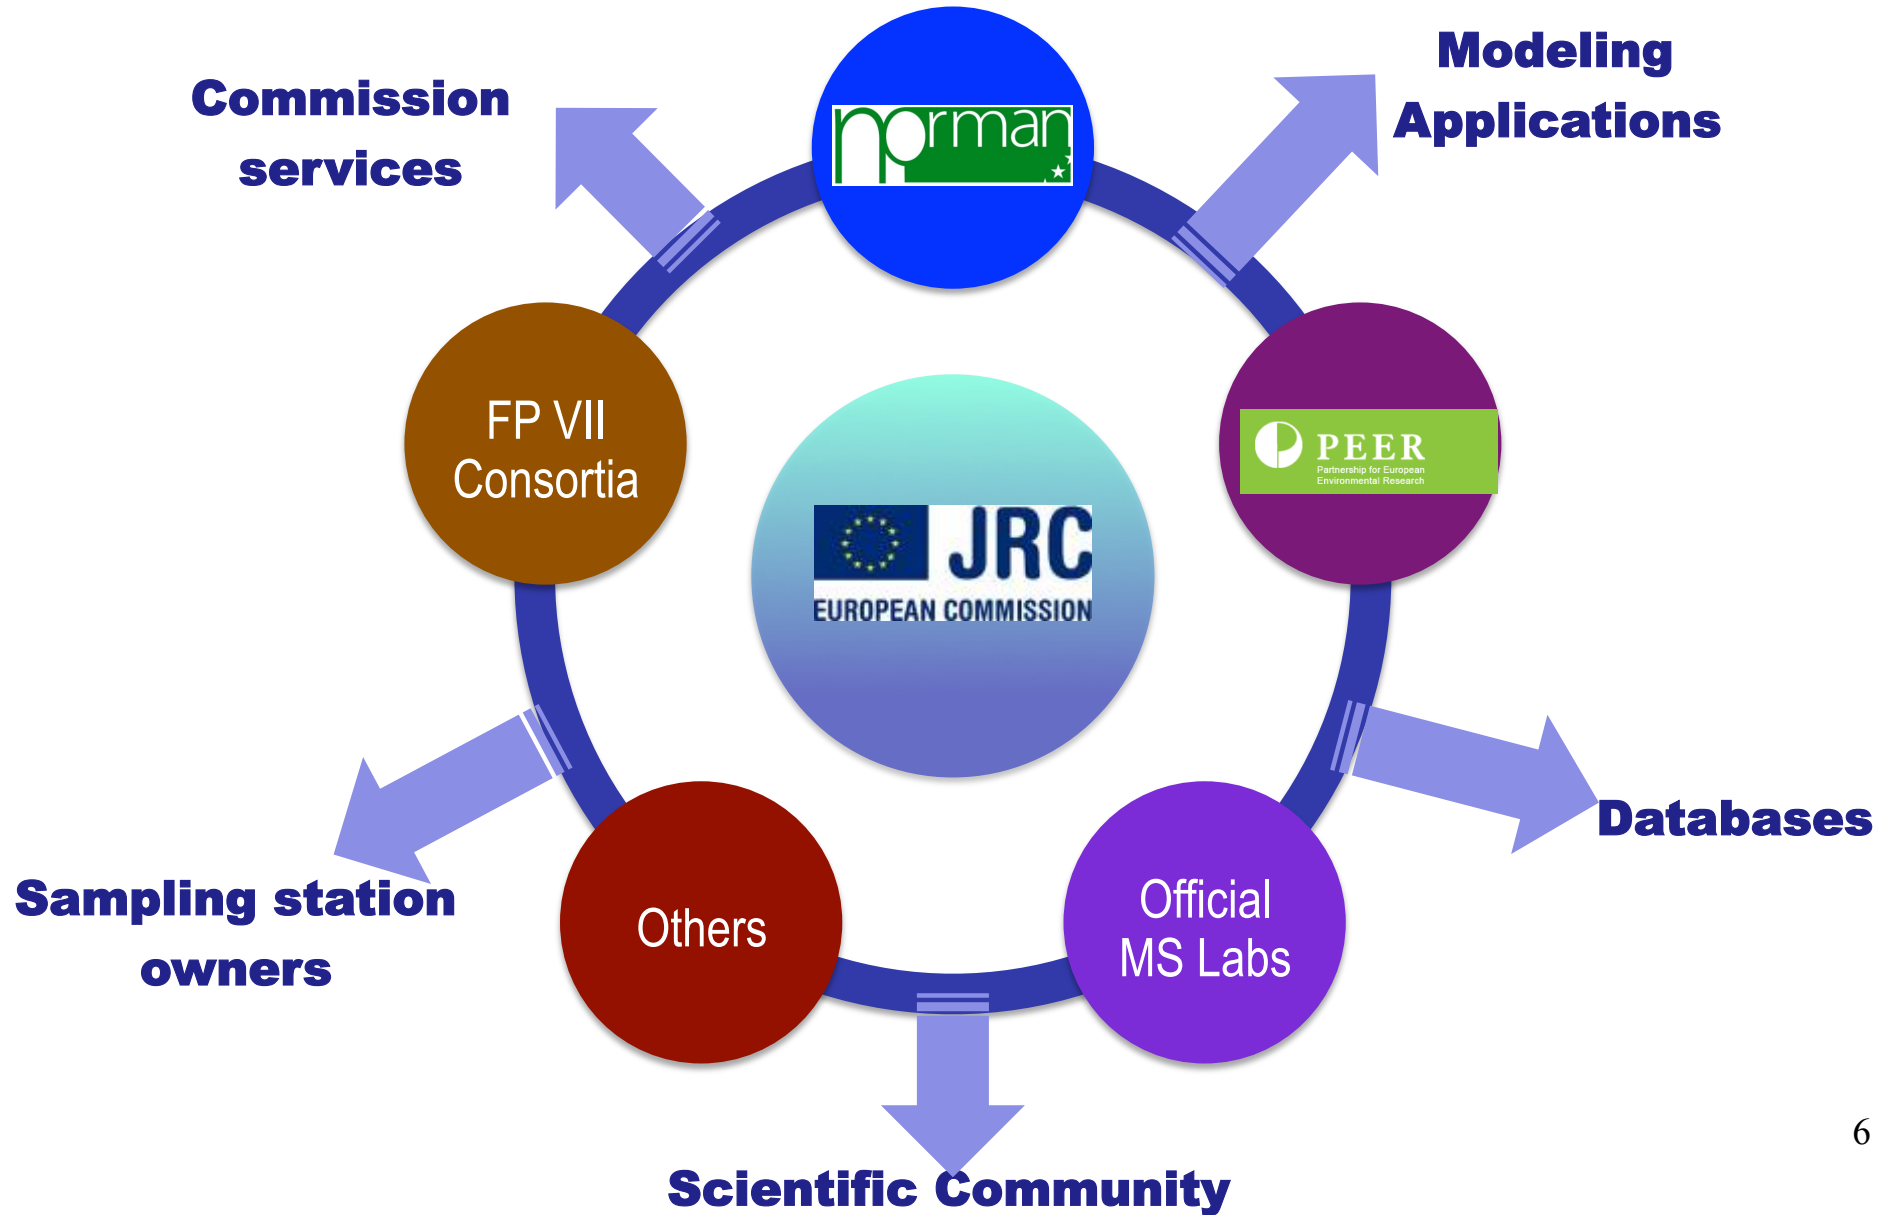 Commission
services
norman
Modeling
Applications
FP VII
Consortia
PEER
Partnership for European
Environmental Research
JRC
EUROPEAN COMMISSION
Databases
Sampling station
owners
Others
Official
MS Labs
Scientific Community
6